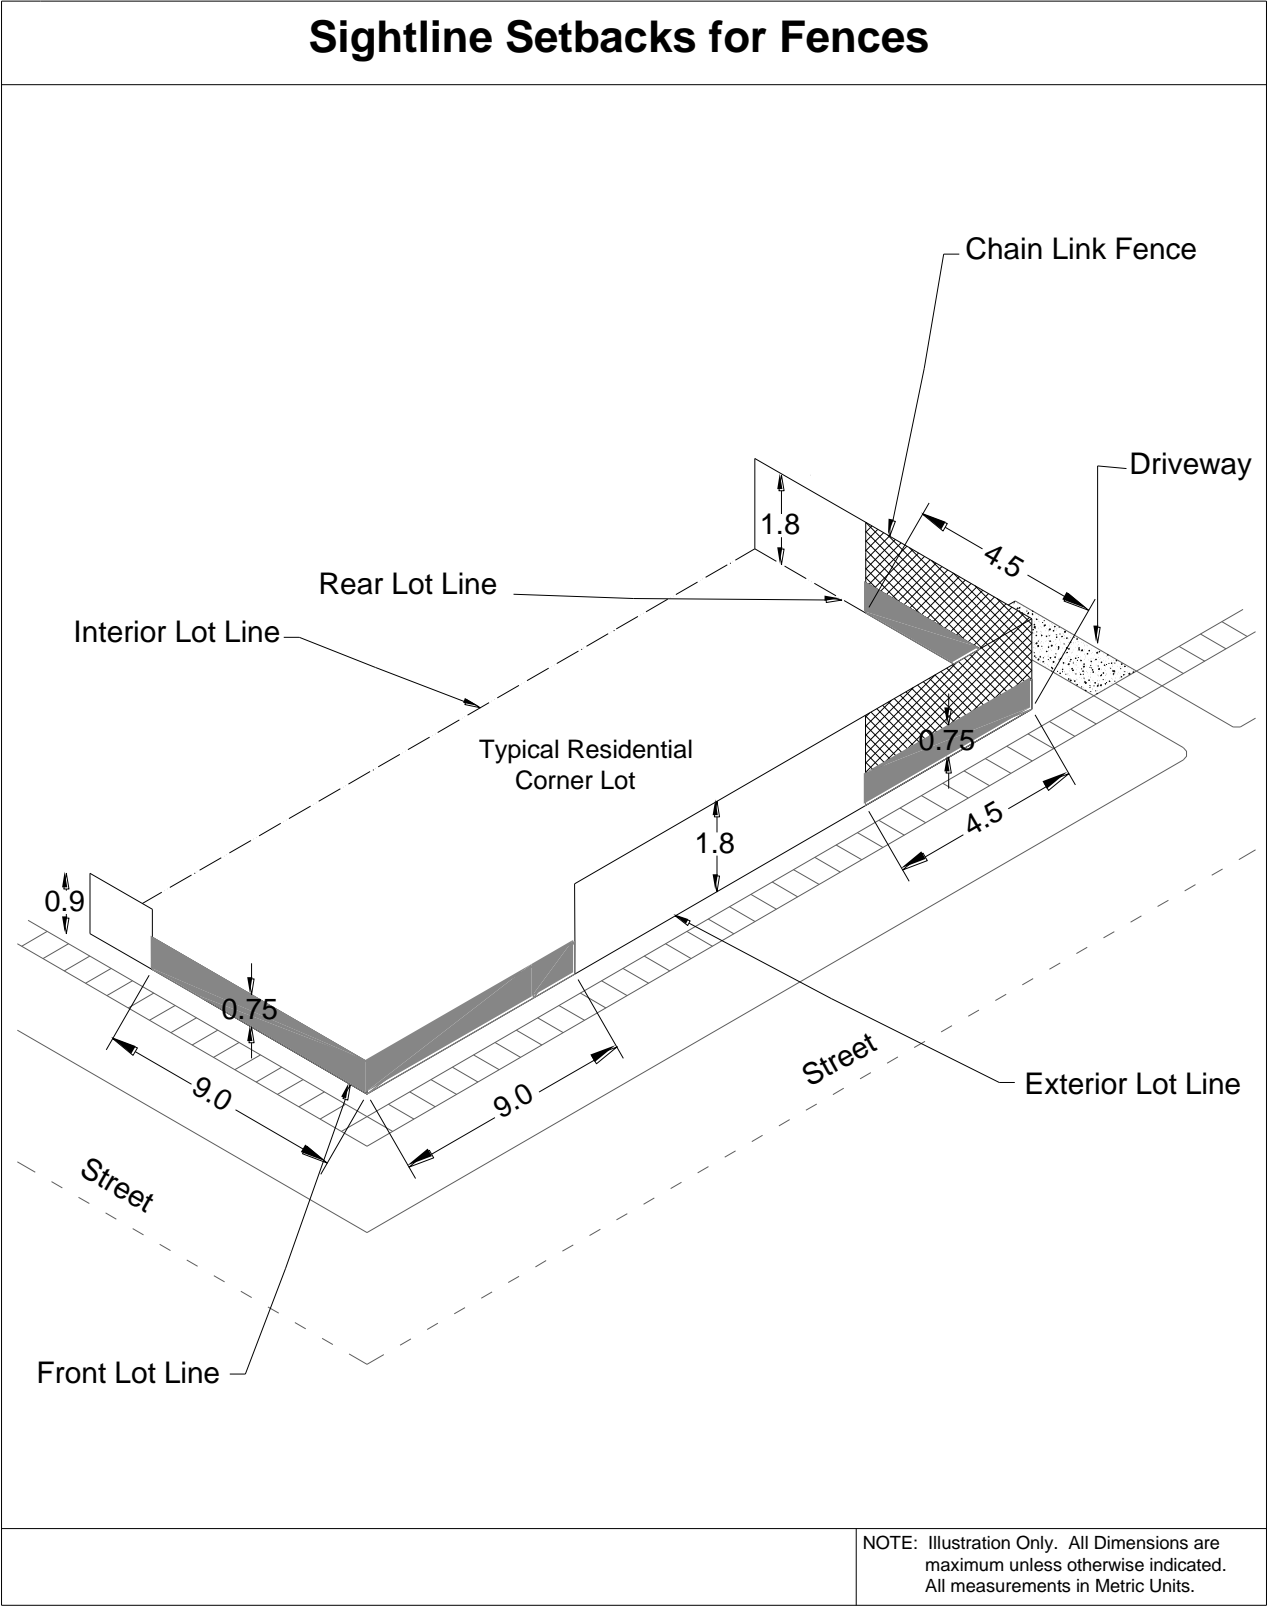 Sightline Setbacks for Fences
Chain Link Fence
Driveway
1.8
4.5
Rear Lot Line
Interior Lot Line
Typical Residential
Corner Lot
0.75
4.5
1.8
0.9
0.75
9.0
9.0
Street
Exterior Lot Line
Street
Front Lot Line
NOTE: Illustration Only. All Dimensions are
maximum unless otherwise indicated.
All measurements in Metric Units.